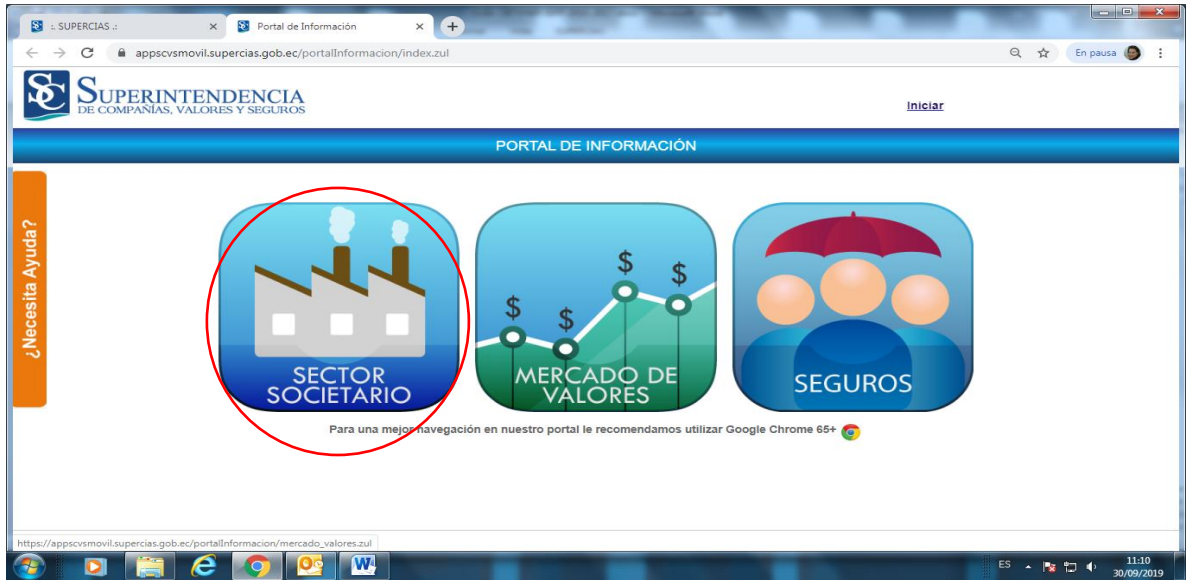 :. SUPERCIAS .:
Portal de Información
appscvsmovil.supercias.gob.ec/portalInformacion/index.zul
En pausa
SC
SUPERINTENDENCIA
DE COMPAÑÍAS, VALORES Y SEGUROS
Iniciar
PORTAL DE INFORMACIÓN
¿Necesita Ayuda?
SECTOR
SOCIETARIO
$ $ $ $
MERCADO DE
VALORES
SEGUROS
Para una mejor navegación en nuestro portal le recomendamos utilizar Google Chrome 65+
https://appscvsmovil.supercias.gob.ec/portalInformacion/mercado_valores.zul
ES
11:10
30/09/2019